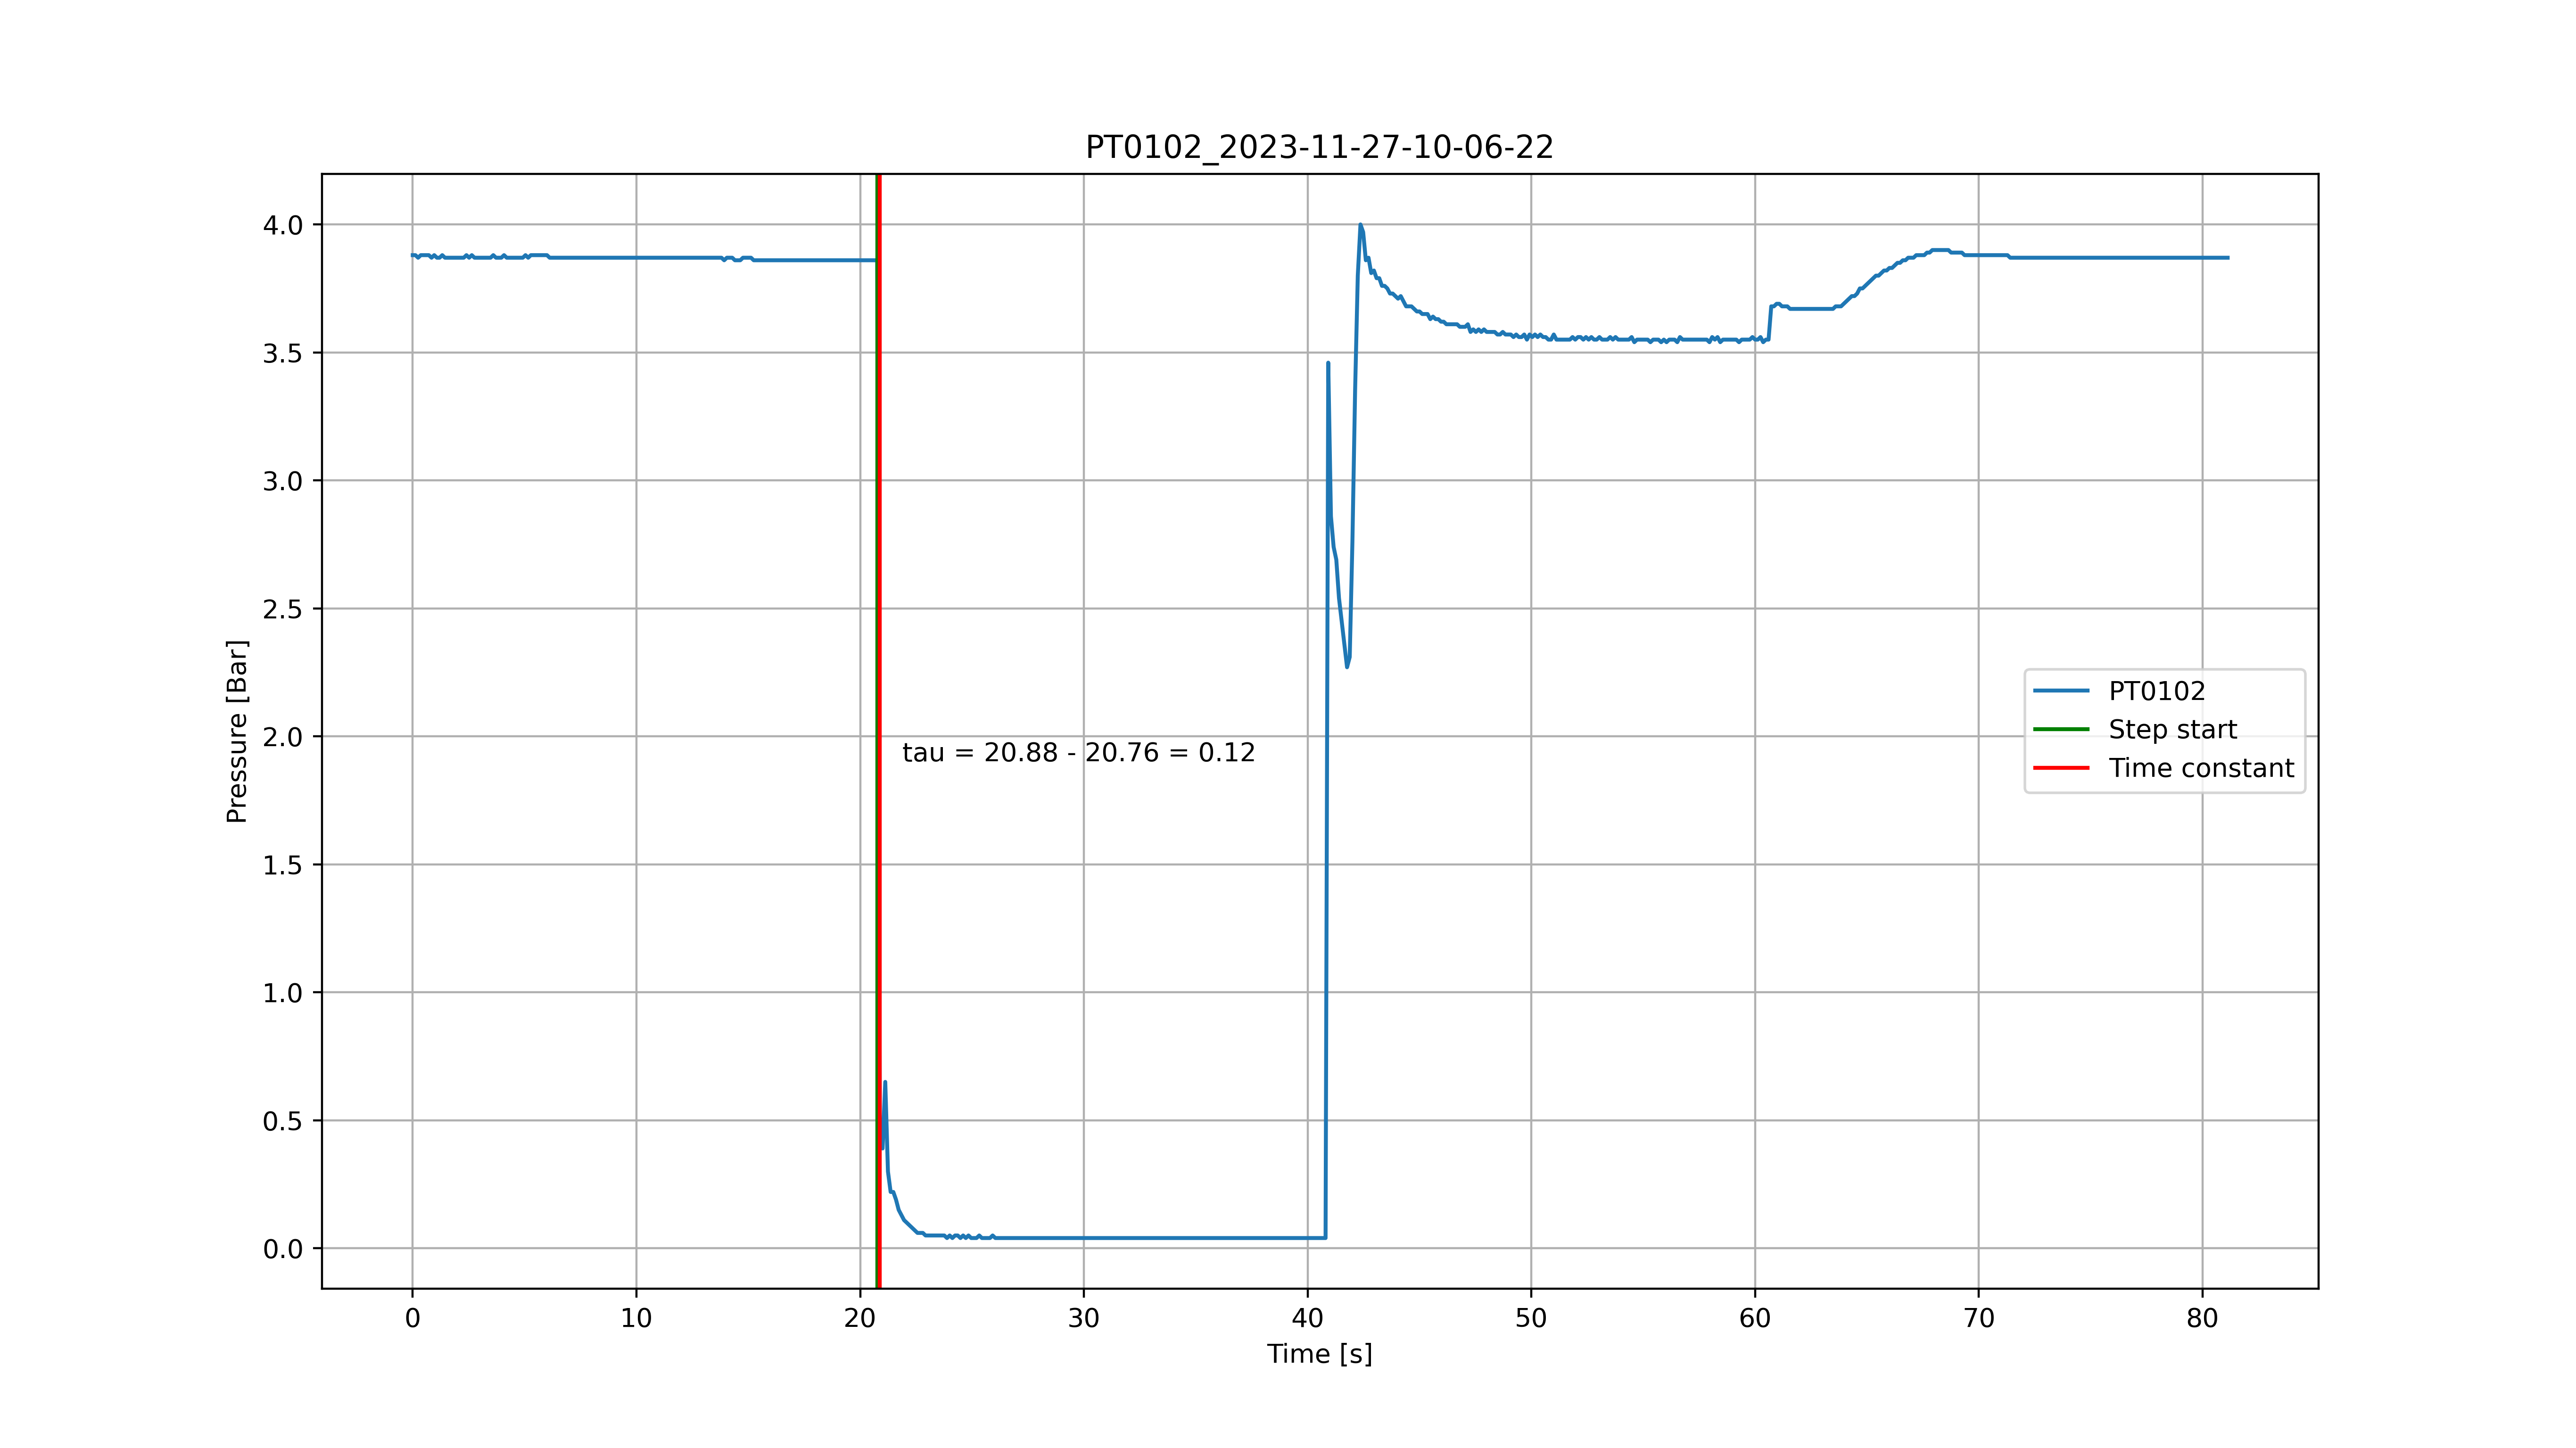 PT0102_2023-11-27-10-06-22
4.0
3.5
3.0
2.5
2.0
1.5
1.0
0.5
0.0
Pressure [Bar]
tau = 20.88 - 20.76 = 0.12
PT0102
Step start
Time constant
0 10 20 30 40 50 60 70 80
Time [s]